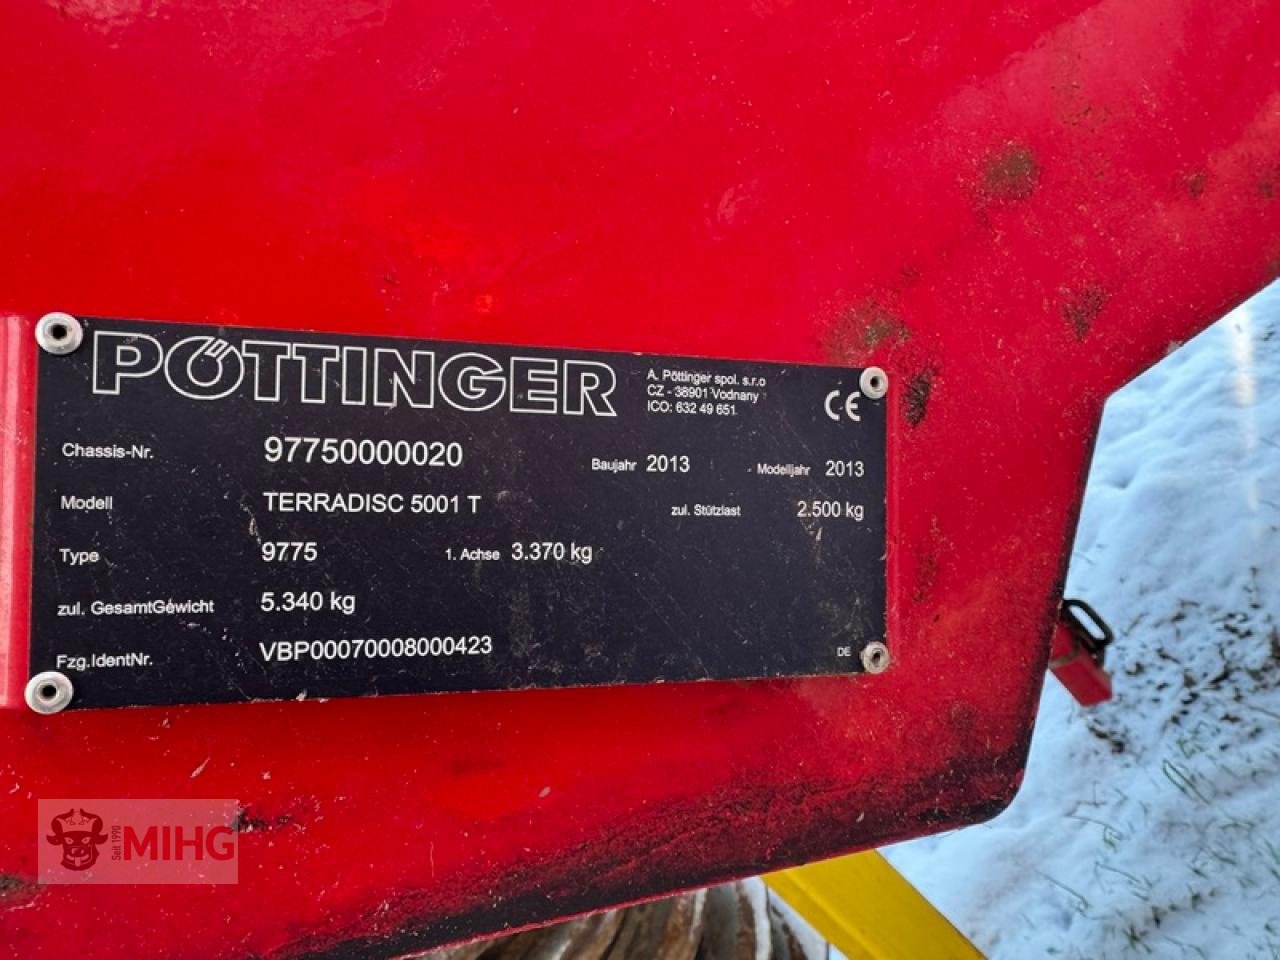 PÖTTINGER
A. Pöttinger spol. s.r.o
CZ - 38901 Vodnany
ICO: 632 49 651
CE
Chassis-Nr. 97750000020 Baujahr 2013 Modelljahr 2013
Modell TERRADISC 5001 T zul. Stützlast 2.500 kg
Type 9775 1. Achse 3.370 kg
zul. GesamtGewicht 5.340 kg
Fzg.IdentNr. VBP00070008000423 DE
Seit 1990 MIHG